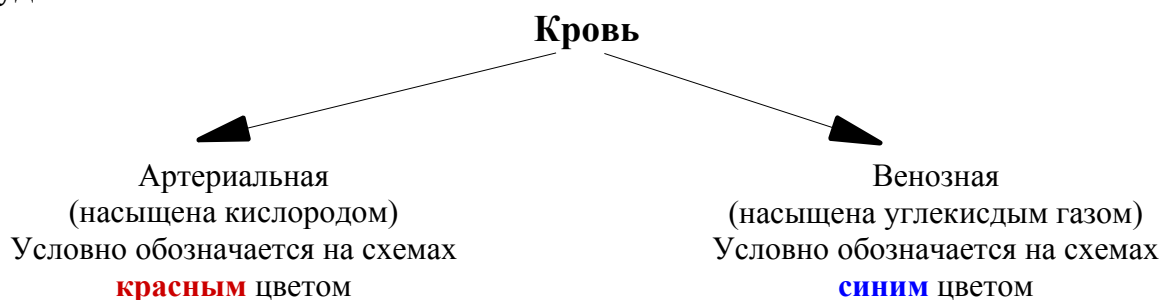 Кровь
Артериальная
(насыщена кислородом)
Условно обозначается на схемах
красным цветом
Венозная
(насыщена углекисдым газом)
Условно обозначается на схемах
синим цветом